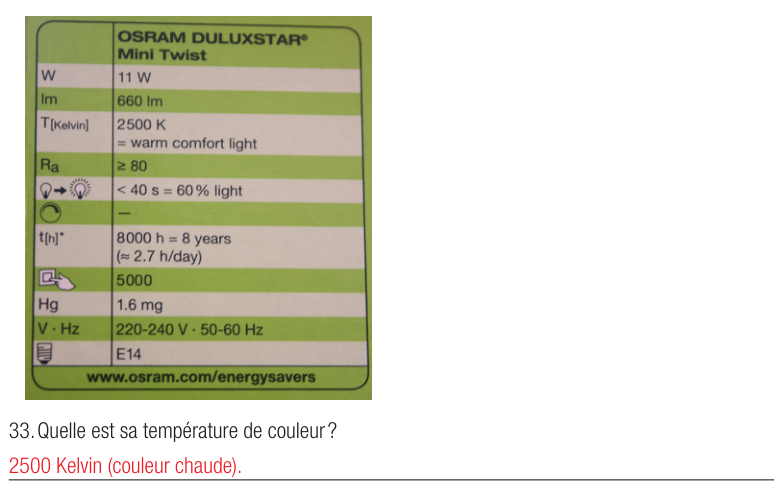 OSRAM DULUXSTAR®
Mini Twist
W 11 W
lm 660 lm
T[Kelvin] 2500 K
= warm comfort light
Ra ≥ 80
< 40 s = 60 % light
—
t[h]* 8000 h = 8 years
(≈ 2.7 h/day)
5000
Hg 1.6 mg
V · Hz 220-240 V · 50-60 Hz
E14
www.osram.com/energysavers
33. Quelle est sa température de couleur ?
2500 Kelvin (couleur chaude).